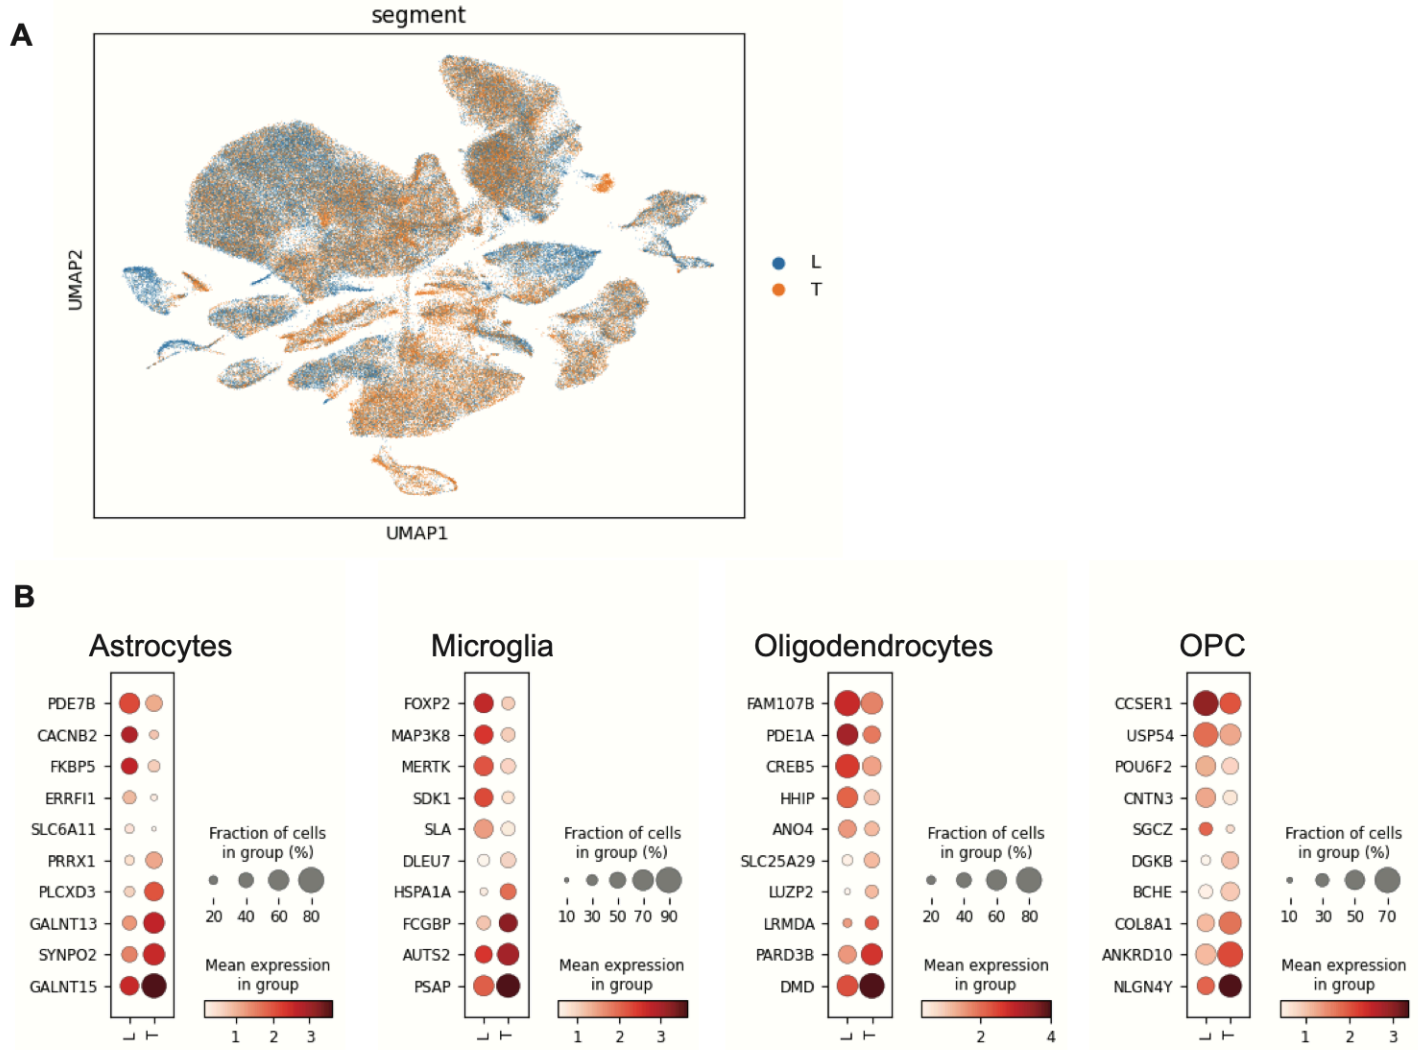 A
segment
UMAP2
UMAP1
L
T
B
Astrocytes
PDE7B
CACNB2
FKBP5
ERRFI1
SLC6A11
PRRX1
PLCXD3
GALNT13
SYNPO2
GALNT15
L T
Fraction of cells
in group (%)
20 40 60 80
Mean expression
in group
1 2 3
Microglia
FOXP2
MAP3K8
MERTK
SDK1
SLA
DLEU7
HSPA1A
FCGBP
AUTS2
PSAP
L T
Fraction of cells
in group (%)
10 30 50 70 90
Mean expression
in group
1 2 3
Oligodendrocytes
FAM107B
PDE1A
CREB5
HHIP
ANO4
SLC25A29
LUZP2
LRMDA
PARD3B
DMD
L T
Fraction of cells
in group (%)
20 40 60 80
Mean expression
in group
2 4
OPC
CCSER1
USP54
POU6F2
CNTN3
SGCZ
DGKB
BCHE
COL8A1
ANKRD10
NLGN4Y
L T
Fraction of cells
in group (%)
10 30 50 70
Mean expression
in group
1 2 3